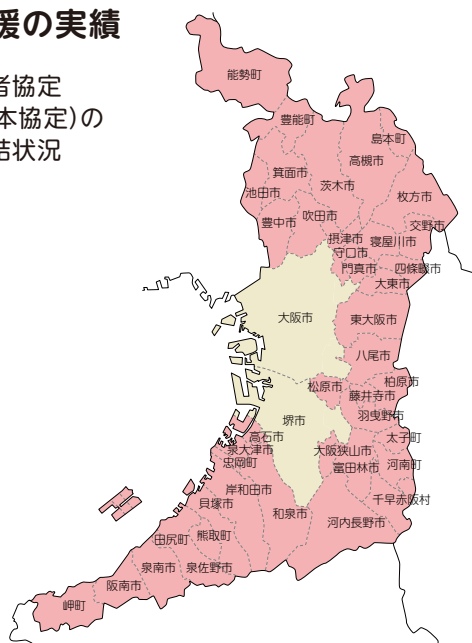 援の実績
者協定
本協定)の
結状況
能勢町
豊能町
島本町
高槻市
箕面市
茨木市
池田市
枚方市
吹田市
豊中市
交野市
摂津市
寝屋川市
守口市
門真市
四條畷市
大東市
大阪市
東大阪市
八尾市
松原市
柏原市
藤井寺市
羽曳野市
堺市
高石市
太子町
泉大津市
大阪狭山市
忠岡町
富田林市
河南町
岸和田市
千早赤阪村
貝塚市
和泉市
河内長野市
田尻町
熊取町
泉南市
泉佐野市
阪南市
岬町